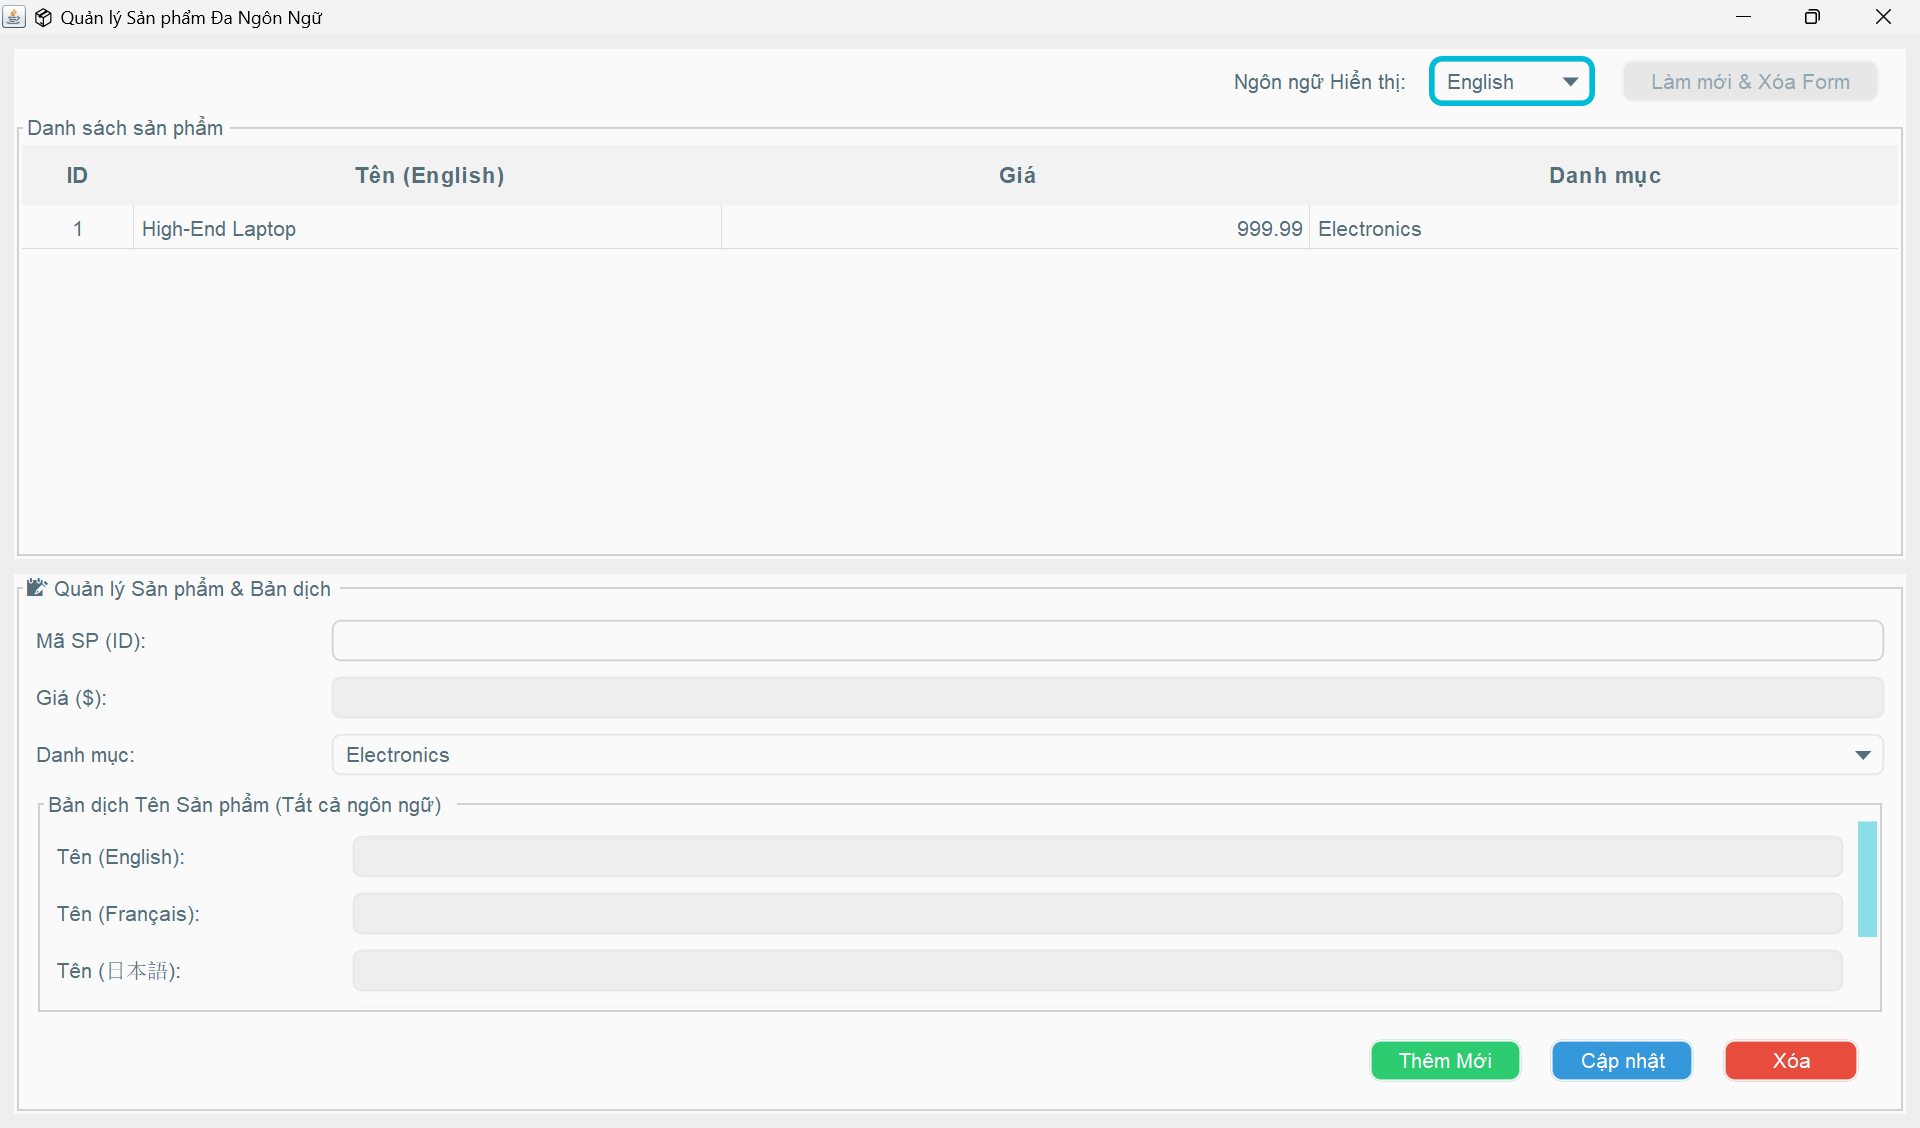 Quản lý Sản phẩm Đa Ngôn Ngữ
Ngôn ngữ Hiển thị: English Làm mới & Xóa Form
Danh sách sản phẩm
ID Tên (English) Giá Danh mục
1 High-End Laptop 999.99 Electronics
Quản lý Sản phẩm & Bản dịch
Mã SP (ID):
Giá ($):
Danh mục: Electronics
Bản dịch Tên Sản phẩm (Tất cả ngôn ngữ)
Tên (English):
Tên (Français):
Tên (日本語):
Thêm Mới Cập nhật Xóa